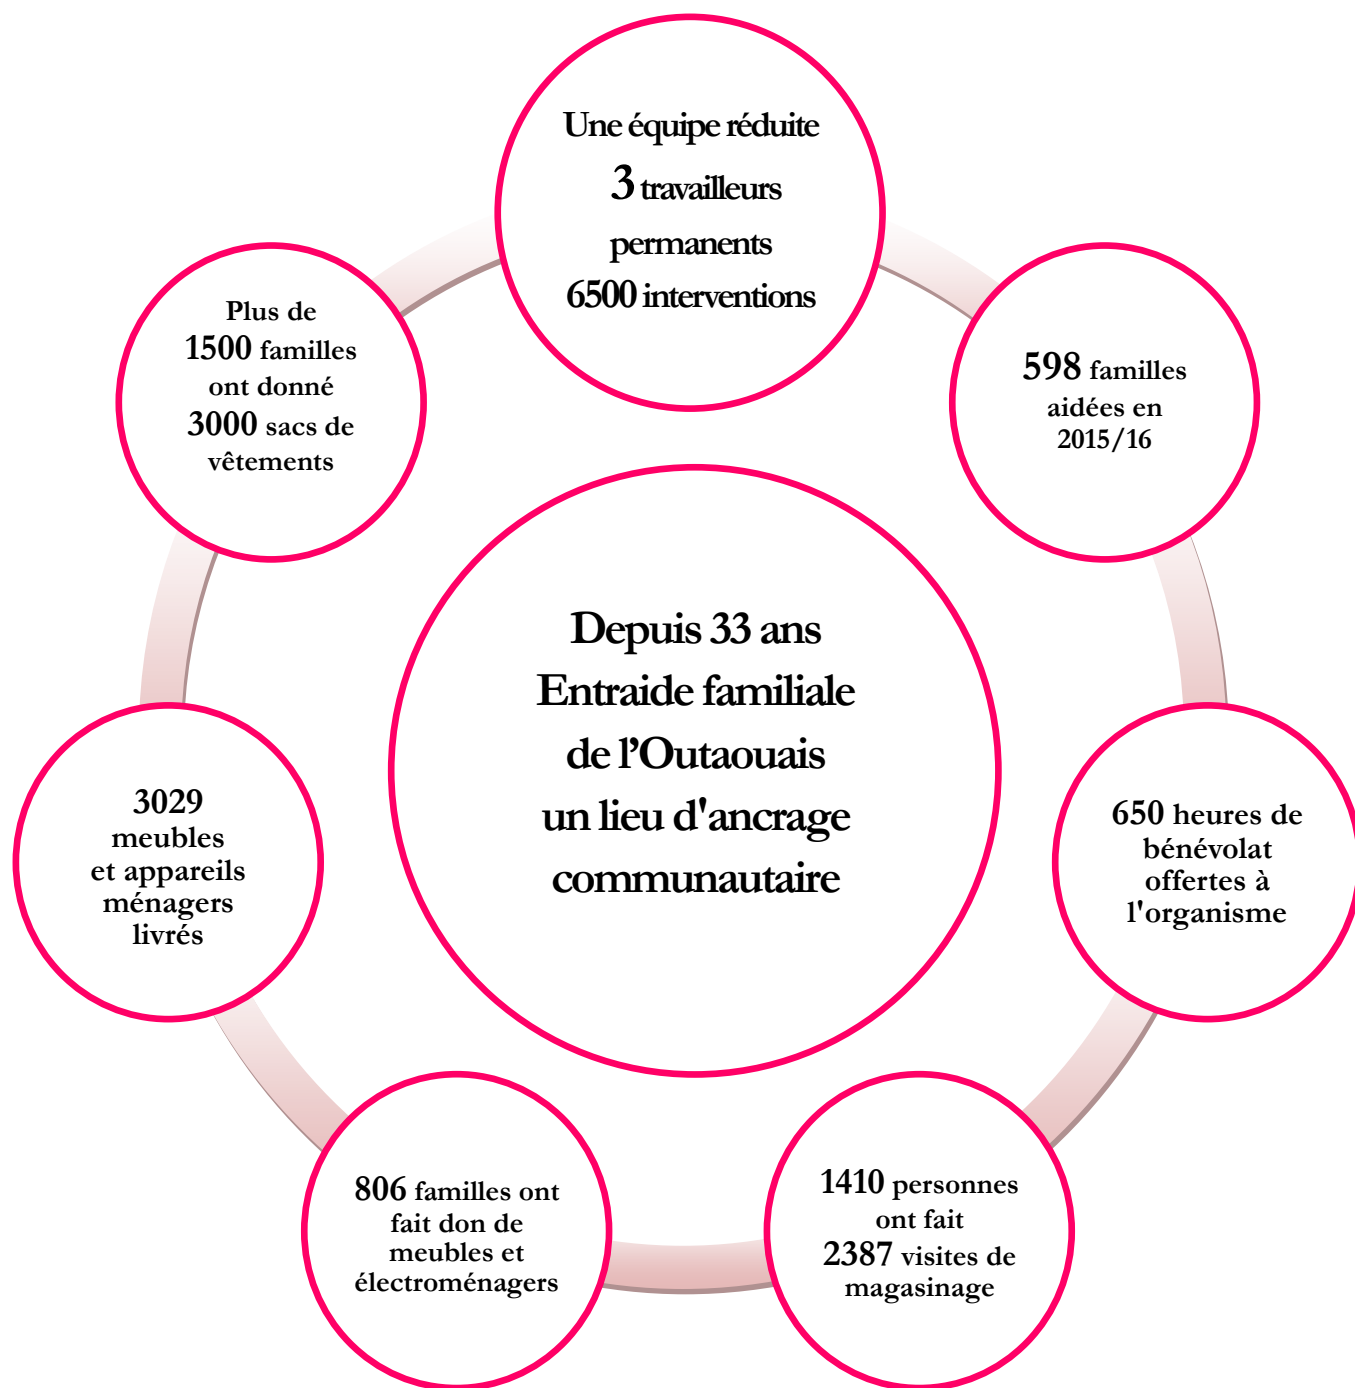 Une équipe réduite
3 travailleurs
permanents
6500 interventions
598 familles
aidées en
2015/16
650 heures de
bénévolat
offertes à
l'organisme
1410 personnes
ont fait
2387 visites de
magasinage
806 familles ont
fait don de
meubles et
électroménagers
3029
meubles
et appareils
ménagers
livrés
Plus de
1500 familles
ont donné
3000 sacs de
vêtements
Depuis 33 ans
Entraide familiale
de l’Outaouais
un lieu d'ancrage
communautaire